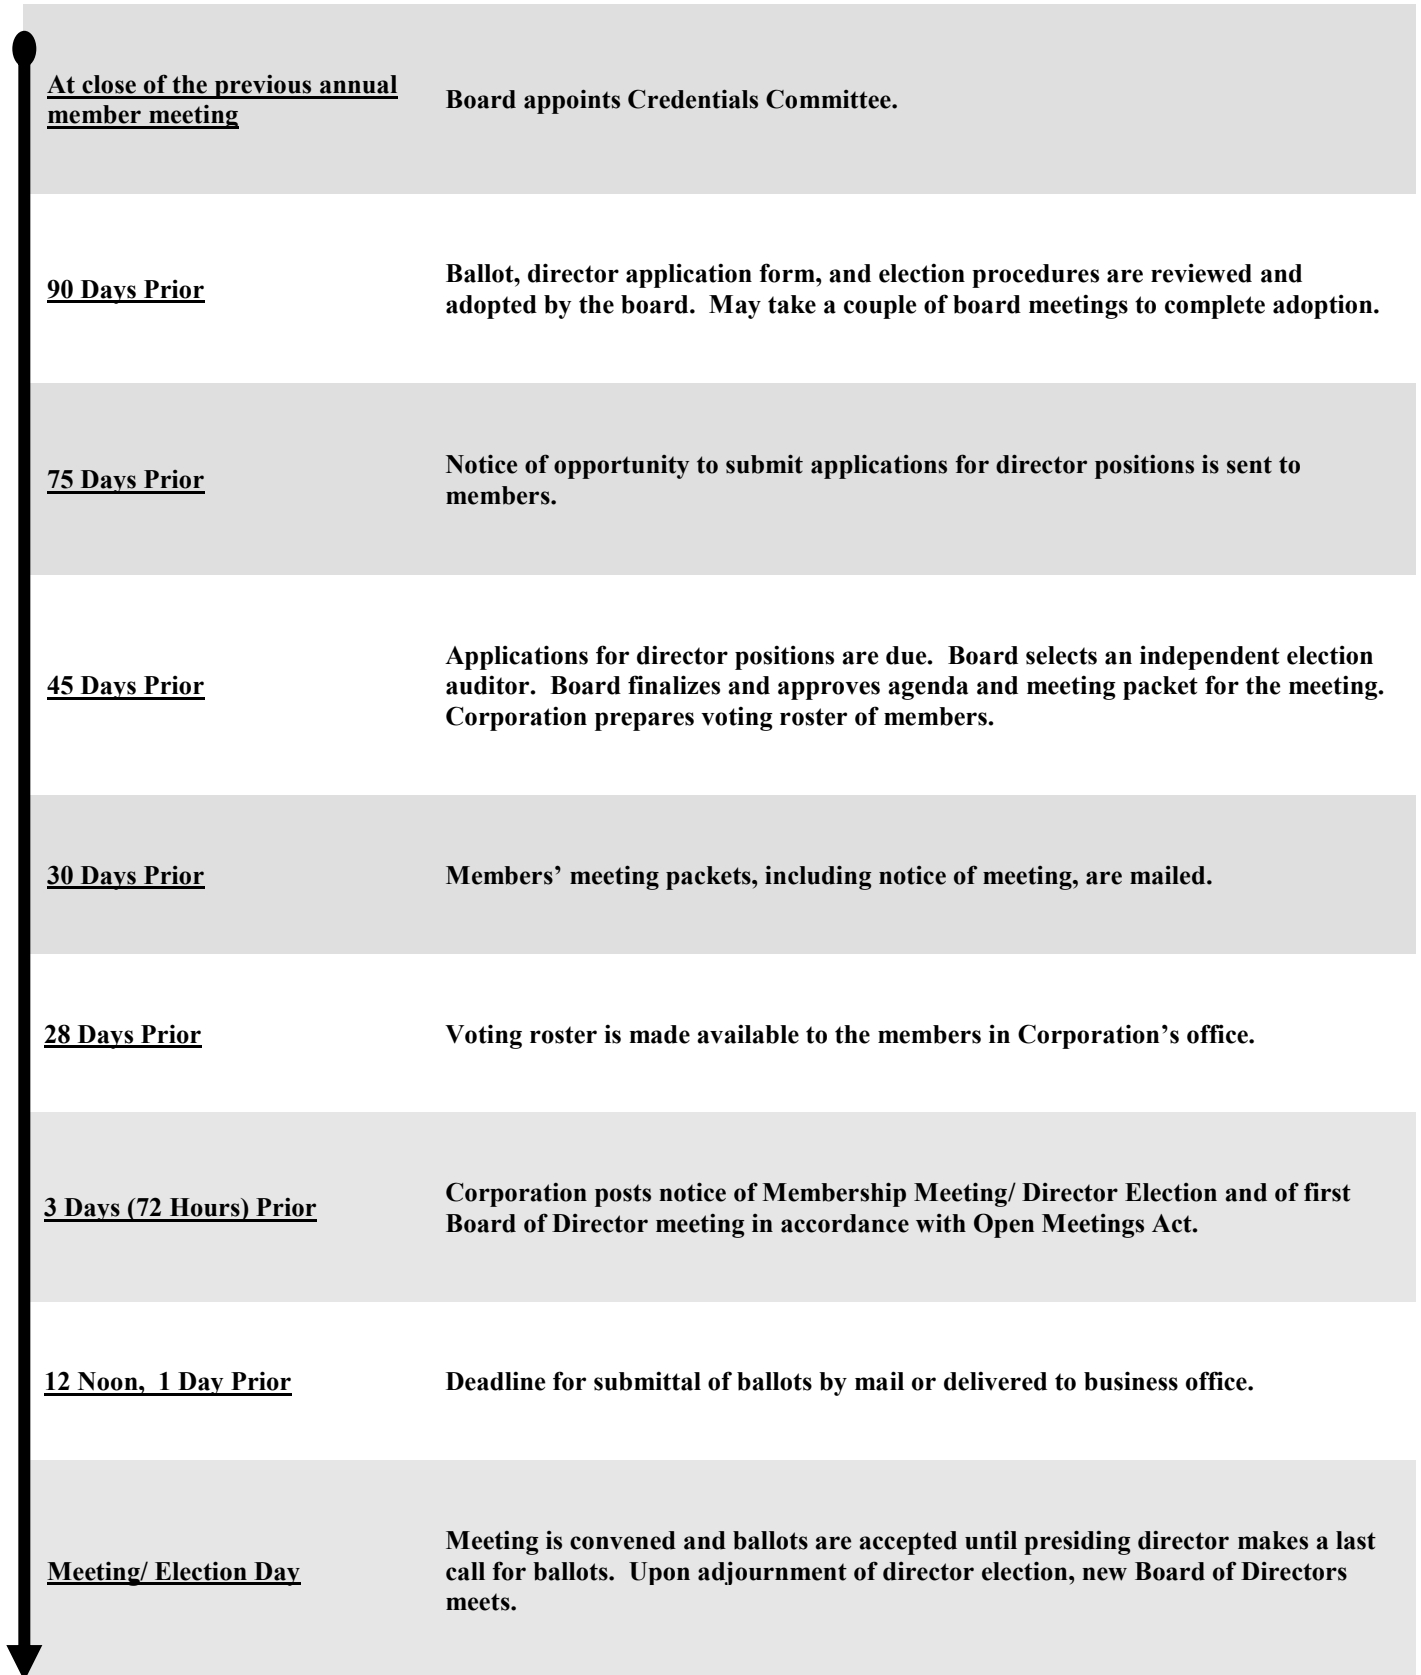 At close of the previous annual
member meeting
Board appoints Credentials Committee.
90 Days Prior
Ballot, director application form, and election procedures are reviewed and
adopted by the board.  May take a couple of board meetings to complete adoption.
75 Days Prior
Notice of opportunity to submit applications for director positions is sent to
members.
45 Days Prior
Applications for director positions are due.  Board selects an independent election
auditor.  Board finalizes and approves agenda and meeting packet for the meeting.
Corporation prepares voting roster of members.
30 Days Prior
Members’ meeting packets, including notice of meeting, are mailed.
28 Days Prior
Voting roster is made available to the members in Corporation’s office.
3 Days (72 Hours) Prior
Corporation posts notice of Membership Meeting/ Director Election and of first
Board of Director meeting in accordance with Open Meetings Act.
12 Noon,  1 Day Prior
Deadline for submittal of ballots by mail or delivered to business office.
Meeting/ Election Day
Meeting is convened and ballots are accepted until presiding director makes a last
call for ballots.  Upon adjournment of director election, new Board of Directors
meets.